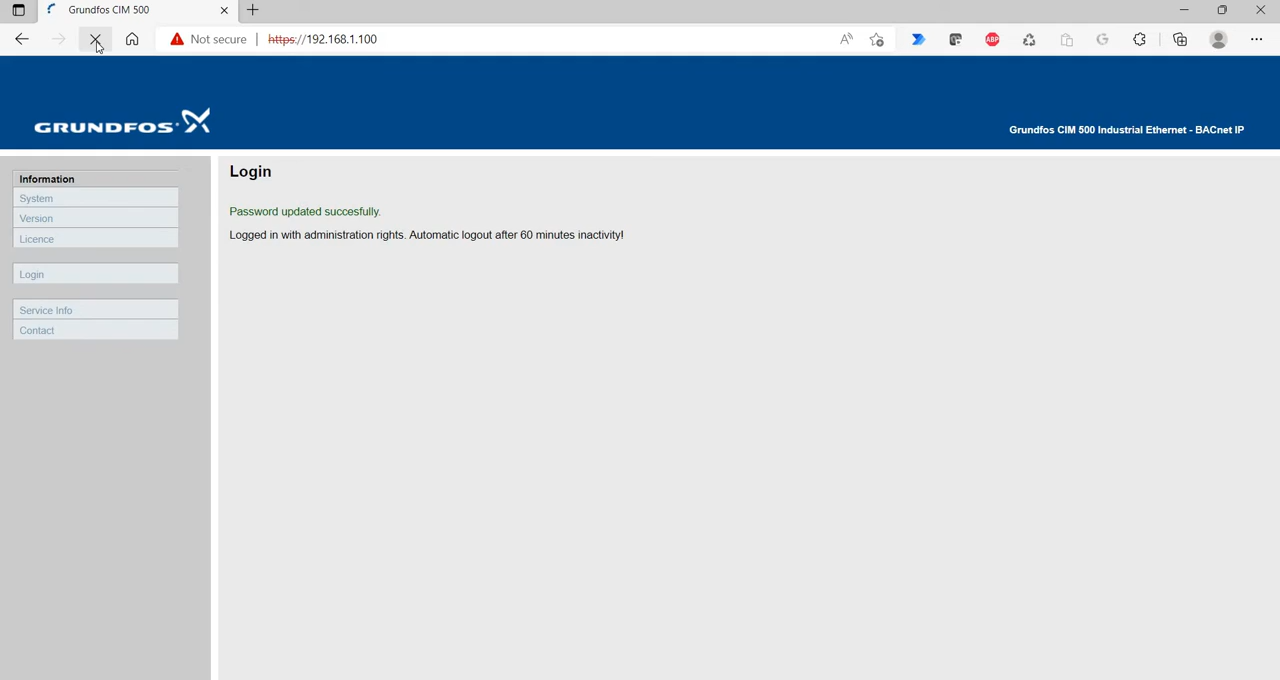 Grundfos CIM 500
Not secure | https://192.168.1.100
A
ABP
G
GRUNDFOS
Grundfos CIM 500 Industrial Ethernet - BACnet IP
Information
System
Version
Licence
Login
Service Info
Contact
Login
Password updated succesfully.
Logged in with administration rights. Automatic logout after 60 minutes inactivity!